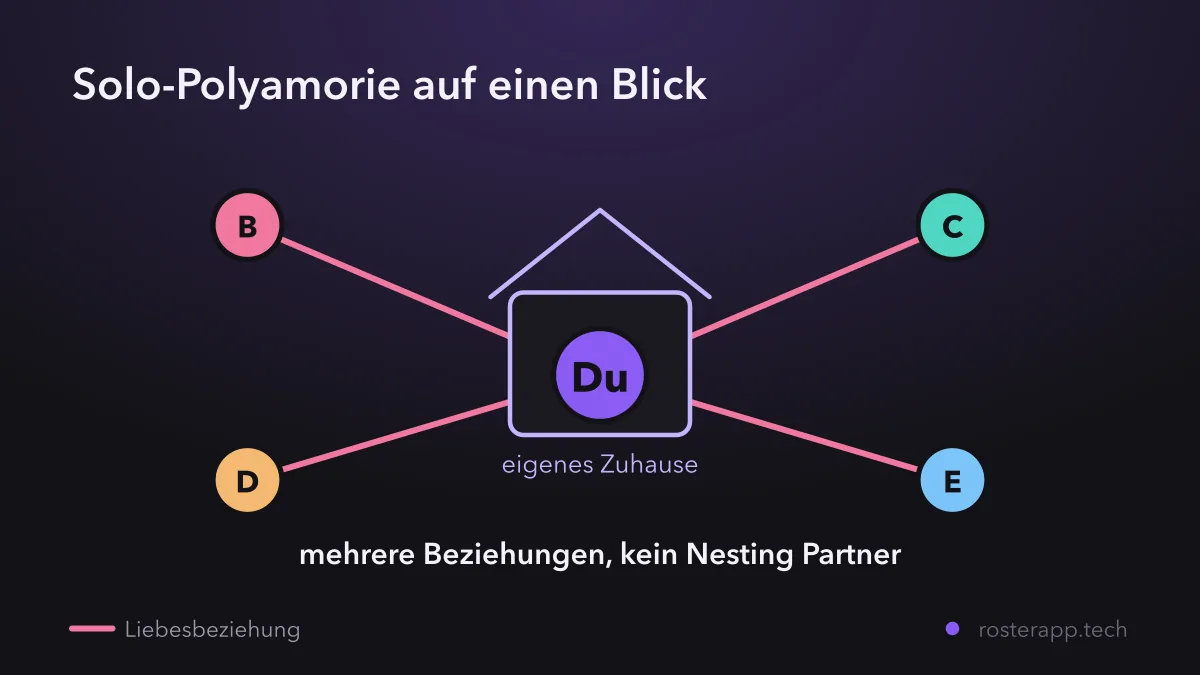 Solo-Polyamorie auf einen Blick
B
C
Du
eigenes Zuhause
D
E
mehrere Beziehungen, kein Nesting Partner
Liebesbeziehung
rosterapp.tech